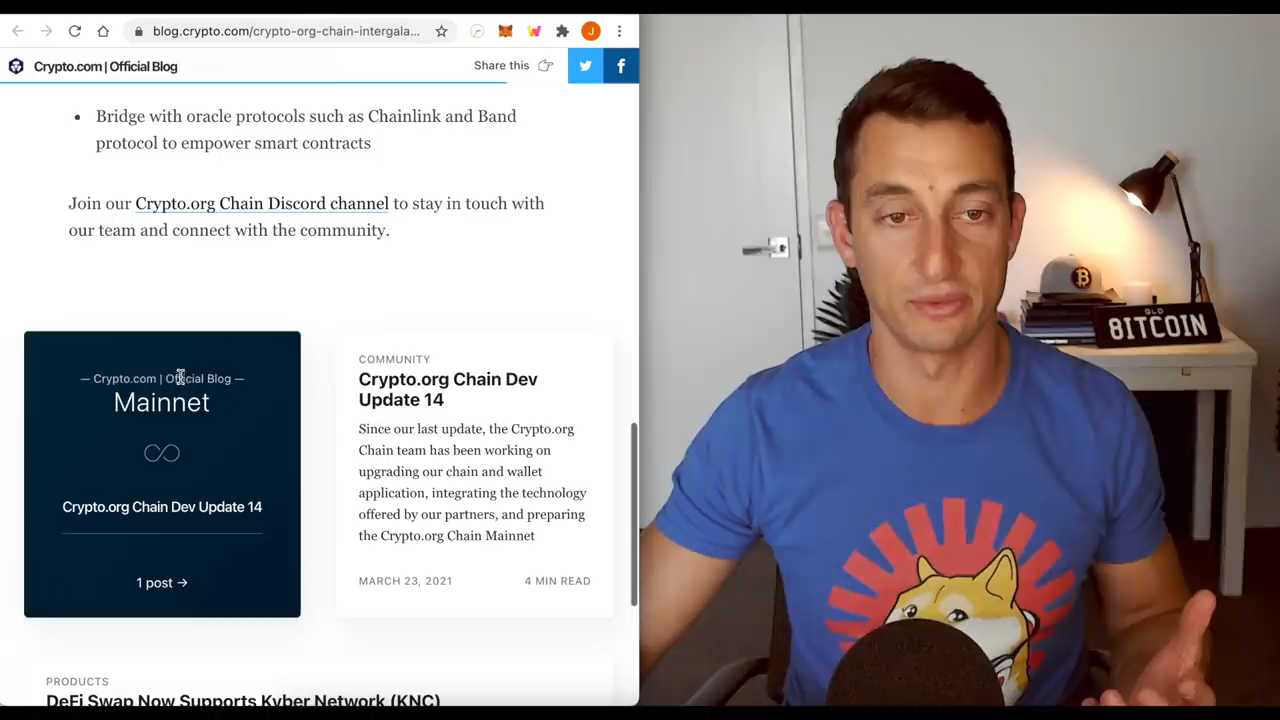 blog.crypto.com/crypto-org-chain-intergala...
J
Crypto.com | Official Blog
Share this
Bridge with oracle protocols such as Chainlink and Band
protocol to empower smart contracts
Join our Crypto.org Chain Discord channel to stay in touch with
our team and connect with the community.
— Crypto.com | Official Blog —
Mainnet
Crypto.org Chain Dev Update 14
1 post →
COMMUNITY
Crypto.org Chain Dev
Update 14
Since our last update, the Crypto.org
Chain team has been working on
upgrading our chain and wallet
application, integrating the technology
offered by our partners, and preparing
the Crypto.org Chain Mainnet
MARCH 23, 2021
4 MIN READ
PRODUCTS
DeFi Swap Now Supports Kyber Network (KNC)
QLD
8ITCOIN